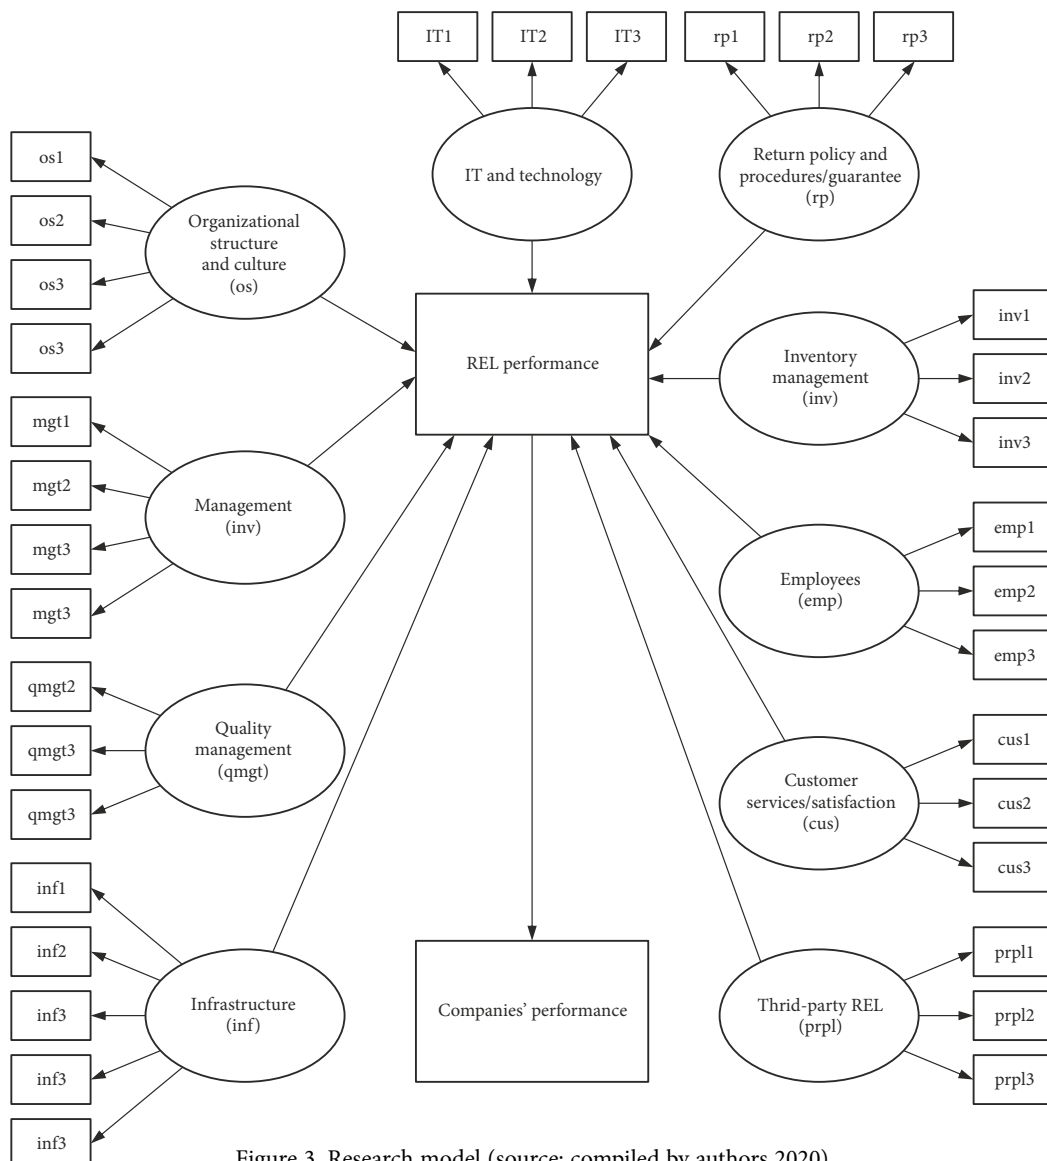 IT1
IT2
IT3
rp1
rp2
rp3
IT and technology
Return policy and
procedures/guarantee
(rp)
os1
os2
os3
os3
Organizational
structure
and culture
(os)
REL performance
Inventory
management
(inv)
inv1
inv2
inv3
mgt1
mgt2
mgt3
mgt3
Management
(inv)
Employees
(emp)
emp1
emp2
emp3
qmgt2
qmgt3
qmgt3
Quality
management
(qmgt)
Customer
services/satisfaction
(cus)
cus1
cus2
cus3
inf1
inf2
inf3
inf3
inf3
Infrastructure
(inf)
Companies’ performance
Thrid-party REL
(prpl)
prpl1
prpl2
prpl3
Figure 3. Research model (source: compiled by authors 2020)